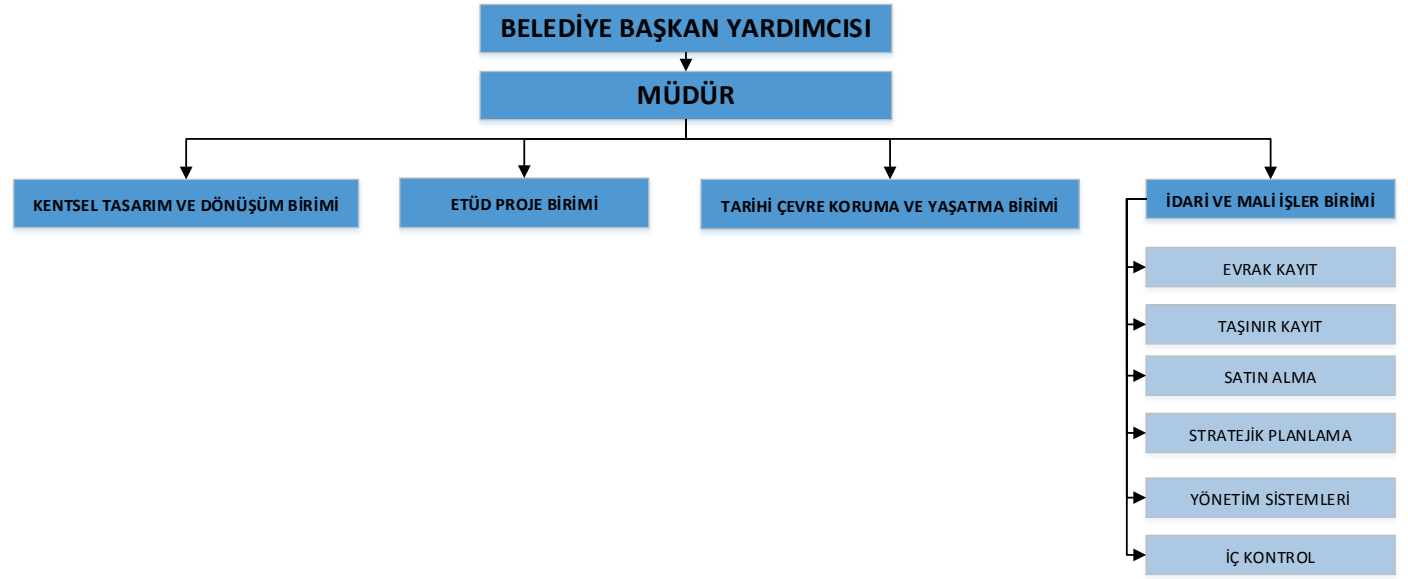 BELEDİYE BAŞKAN YARDIMCISI
MÜDÜR
KENTSEL TASARIM VE DÖNÜŞÜM BİRİMİ
ETÜD PROJE BİRİMİ
TARİHİ ÇEVRE KORUMA VE YAŞATMA BİRİMİ
İDARİ VE MALİ İŞLER BİRİMİ
EVRAK KAYIT
TAŞINIR KAYIT
SATIN ALMA
STRATEJİK PLANLAMA
YÖNETİM SİSTEMLERİ
İÇ KONTROL